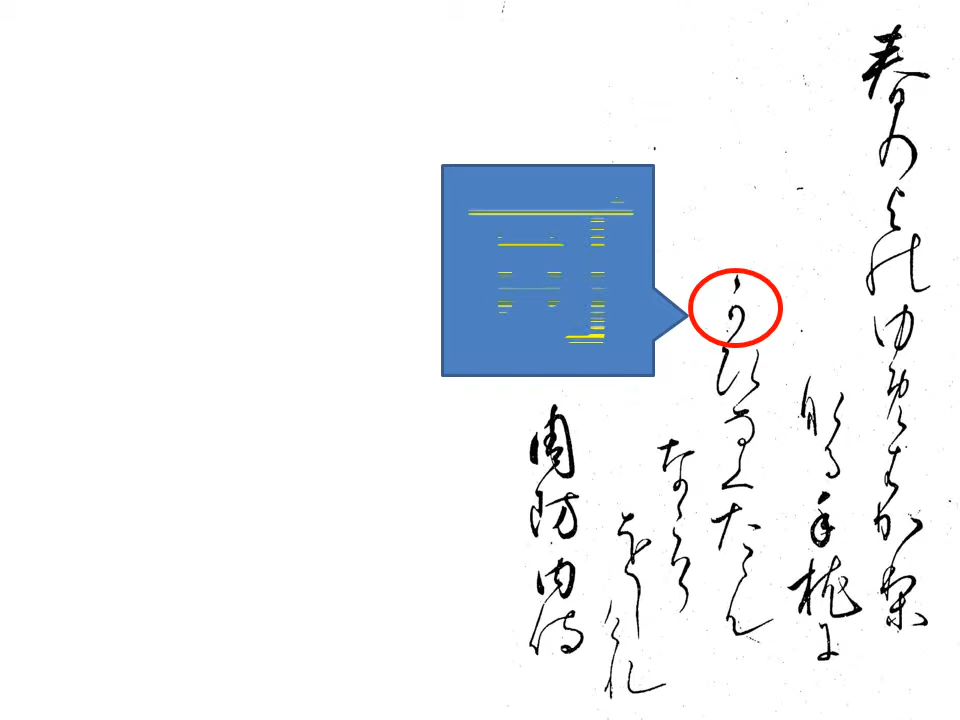 春のよのゆめはか梨
なる手枕に
かひなくたゝむ
なこそ
をしけれ
周防内侍
可